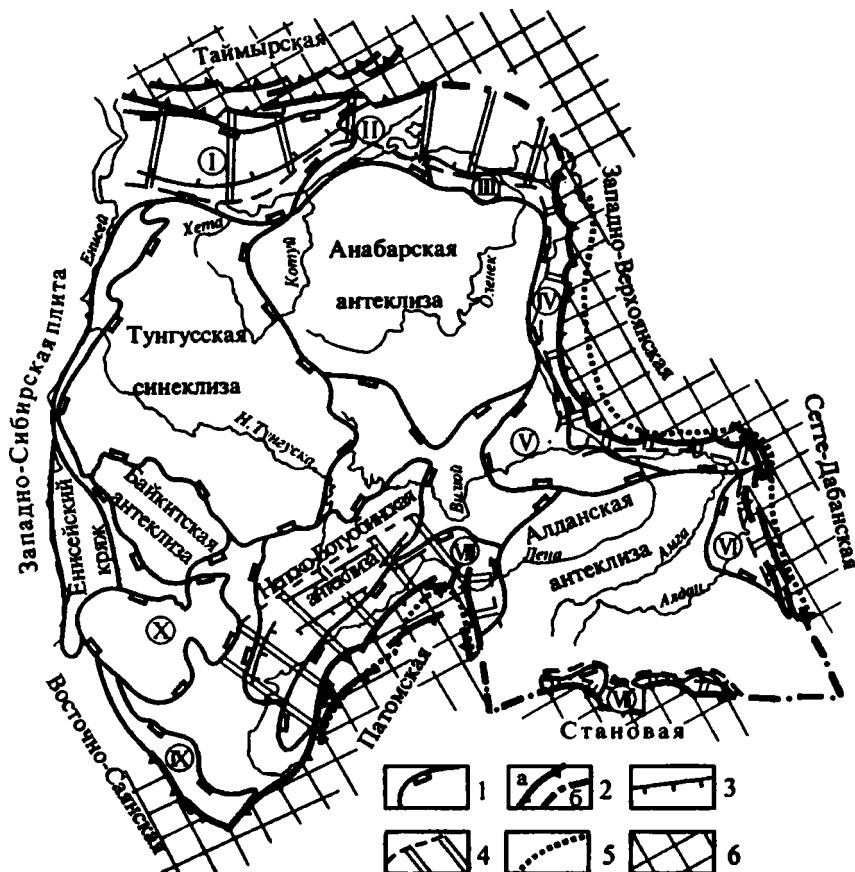 Таймырская
I
II
III
Енисей
Хета
Котуй
Анабарская
антеклиза
Оленек
IV
Западно-Верхоянская
Тунгусская
синеклиза
Западно-Сибирская плита
Н. Тунгуска
V
Сетте-Дабанская
Байкитская
антеклиза
Вилюй
Енисейский
кряж
Непско-Ботуобинская
антеклиза
VIII
Алданская
Лена
антеклиза
Амга
VI
Алдан
X
Восточно-Саянская
IX
Патомская
VII
Становая
1
а
б
2
3
4
5
6